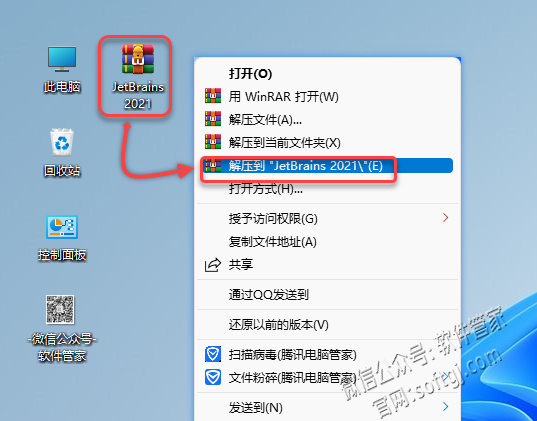 此电脑
JetBrains
2021
回收站
控制面板
-微信公众号-
软件管家
打开(O)
用 WinRAR 打开(W)
解压文件(A)...
解压到当前文件夹(X)
解压到 "JetBrains 2021\"(E)
打开方式(H)...
授予访问权限(G)
复制文件地址(A)
共享
通过QQ发送到
还原以前的版本(V)
扫描病毒(腾讯电脑管家)
文件粉碎(腾讯电脑管家)
发送到(N)
微信公众号: 软件管家
官网:softgj.com